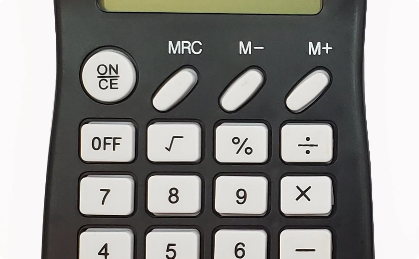 MRC M− M+
ON
CE
OFF √ % ÷
7 8 9 ×
4 5 6 −